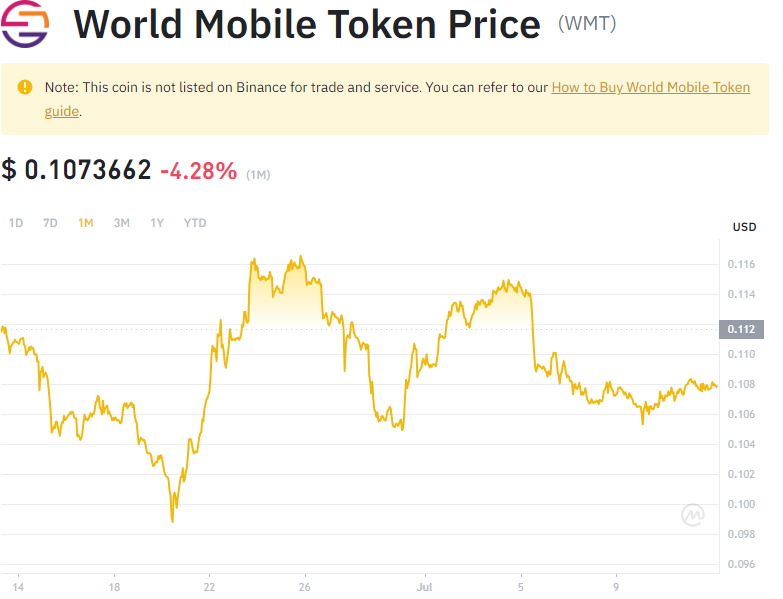 World Mobile Token Price (WMT)
Note: This coin is not listed on Binance for trade and service. You can refer to our How to Buy World Mobile Token
guide.
$ 0.1073662 -4.28% (1M)
1D 7D 1M 3M 1Y YTD
USD
0.116
0.114
0.112
0.110
0.108
0.106
0.104
0.102
0.100
0.098
0.096
14 18 22 26 Jul 5 9